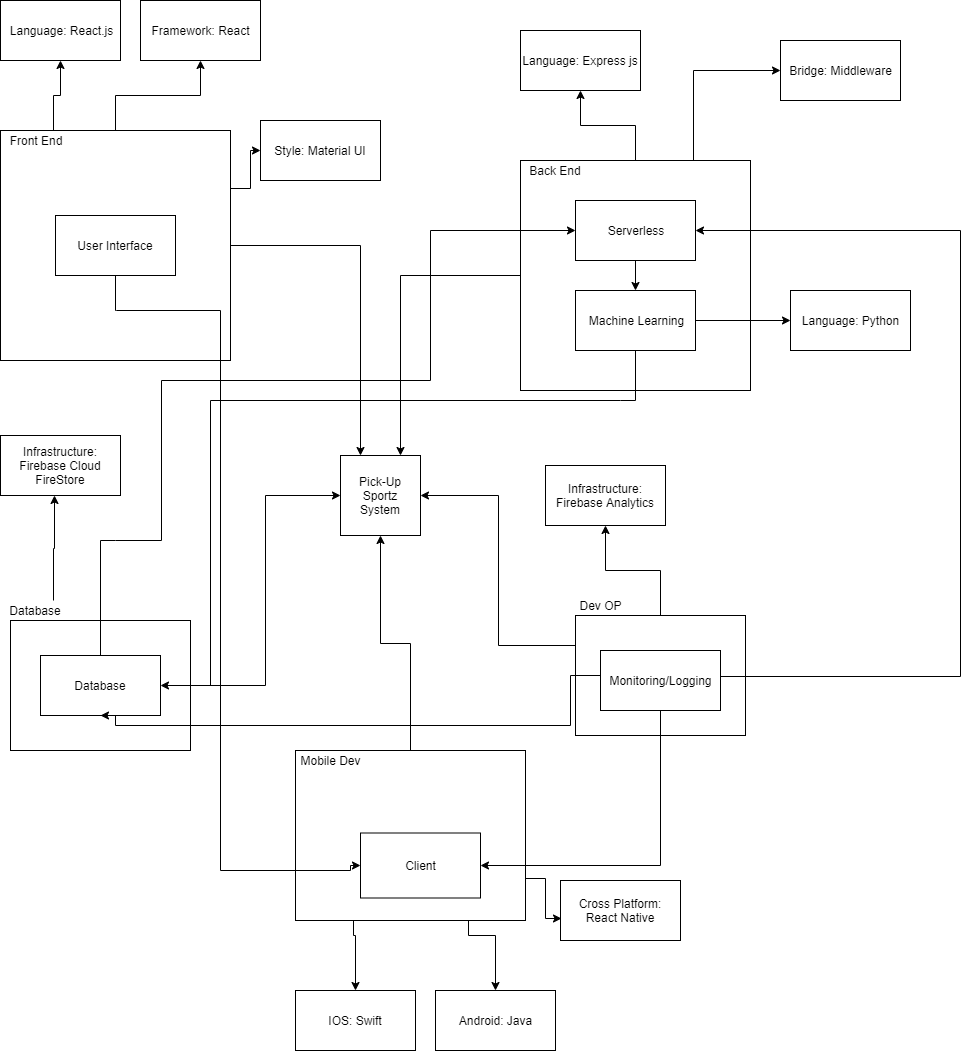 Language: React.js
Framework: React
Language: Express js
Bridge: Middleware
Front End
Style: Material UI
Back End
User Interface
Serverless
Machine Learning
Language: Python
Infrastructure:
Firebase Cloud
FireStore
Pick-Up
Sportz
System
Infrastructure:
Firebase Analytics
Database
Dev OP
Database
Monitoring/Logging
Mobile Dev
Client
Cross Platform:
React Native
IOS: Swift
Android: Java